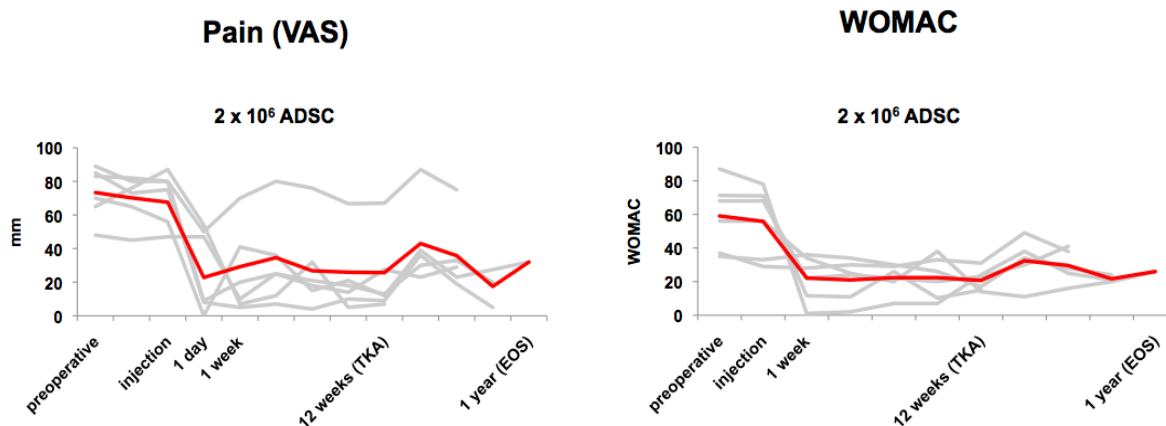 Pain (VAS)
2 x 10⁶ ADSC
100
80
60
40
20
0
mm
preoperative
injection
1 day
1 week
12 weeks (TKA)
1 year (EOS)
WOMAC
2 x 10⁶ ADSC
100
80
60
40
20
0
WOMAC
preoperative
injection
1 week
12 weeks (TKA)
1 year (EOS)